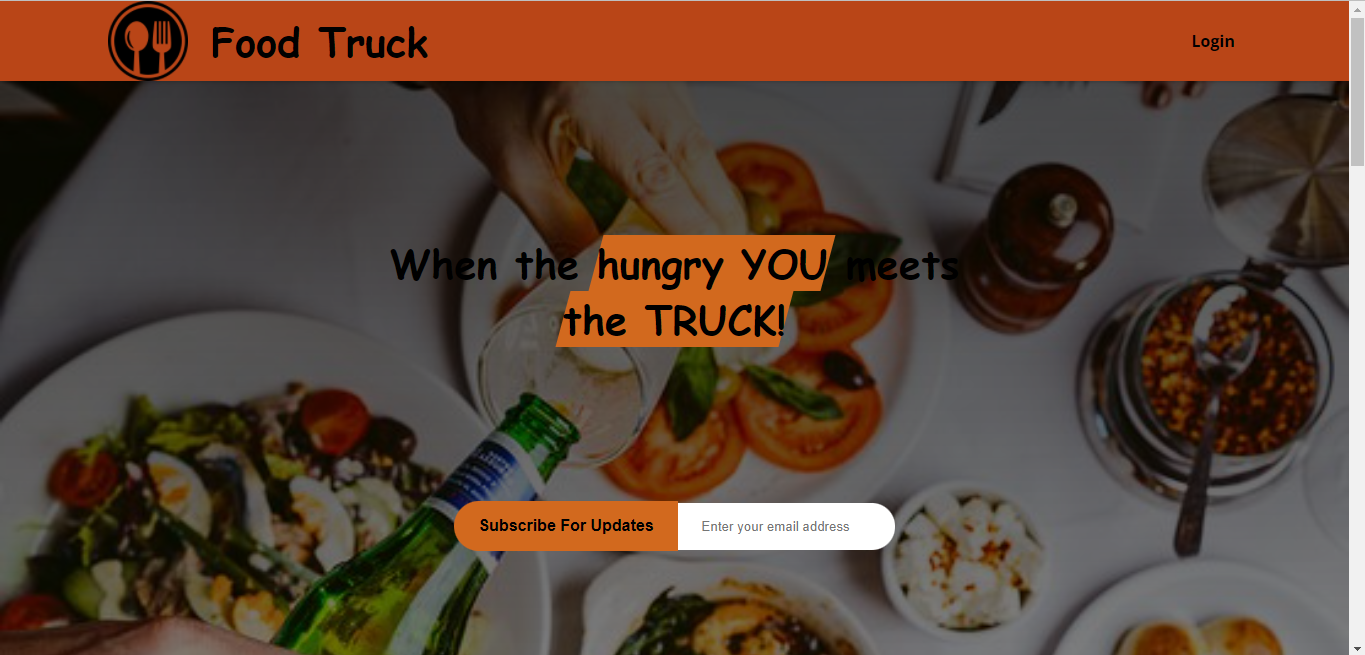 Food Truck
Login
When the hungry YOU meets
the TRUCK!
Subscribe For Updates
Enter your email address